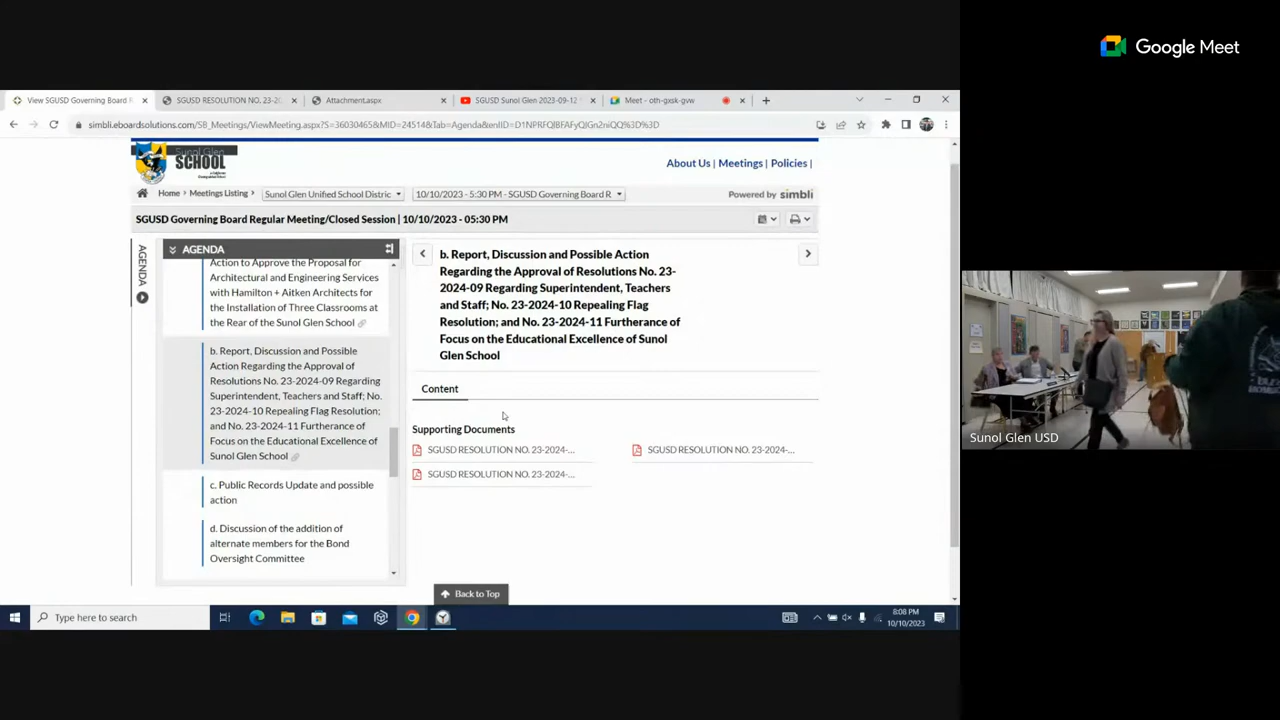 Google Meet
View SGUSD Governing Board R
SGUSD RESOLUTION NO. 23-2C
Attachment.aspx
SGUSD Sunol Glen 2023-09-12
Meet – oth-gxsk-gvw
simbli.eboardsolutions.com/SB_Meetings/ViewMeeting.aspx?S=36030465&MID=24514&Tab=Agenda&enIID=D1NPRFQIBFAFyQJGn2niQQ%3D%3D
Sunol Glen
SCHOOL
About Us | Meetings | Policies |
Home > Meetings Listing >
Sunol Glen Unified School Distric
10/10/2023 - 5:30 PM - SGUSD Governing Board R
Powered by simbli
SGUSD Governing Board Regular Meeting/Closed Session | 10/10/2023 - 05:30 PM
AGENDA
AGENDA
Action to Approve the Proposal for
Architectural and Engineering Services
with Hamilton + Aitken Architects for
the Installation of Three Classrooms at
the Rear of the Sunol Glen School
b. Report, Discussion and Possible
Action Regarding the Approval of
Resolutions No. 23-2024-09 Regarding
Superintendent, Teachers and Staff; No.
23-2024-10 Repealing Flag Resolution;
and No. 23-2024-11 Furtherance of
Focus on the Educational Excellence of
Sunol Glen School
c. Public Records Update and possible
action
d. Discussion of the addition of
alternate members for the Bond
Oversight Committee
b. Report, Discussion and Possible Action
Regarding the Approval of Resolutions No. 23-
2024-09 Regarding Superintendent, Teachers
and Staff; No. 23-2024-10 Repealing Flag
Resolution; and No. 23-2024-11 Furtherance of
Focus on the Educational Excellence of Sunol
Glen School
Content
Supporting Documents
SGUSD RESOLUTION NO. 23-2024-...
SGUSD RESOLUTION NO. 23-2024-...
SGUSD RESOLUTION NO. 23-2024-...
Back to Top
Sunol Glen USD
Type here to search
8:08 PM
10/10/2023